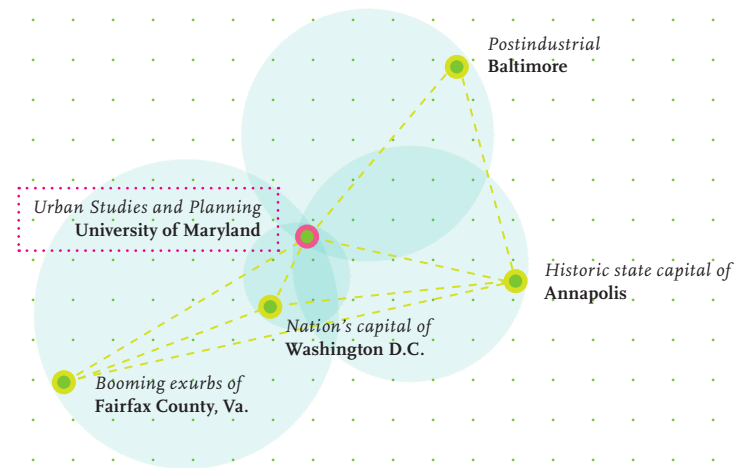 Postindustrial
Baltimore
Urban Studies and Planning
University of Maryland
Historic state capital of
Annapolis
Nation's capital of
Washington D.C.
Booming exurbs of
Fairfax County, Va.